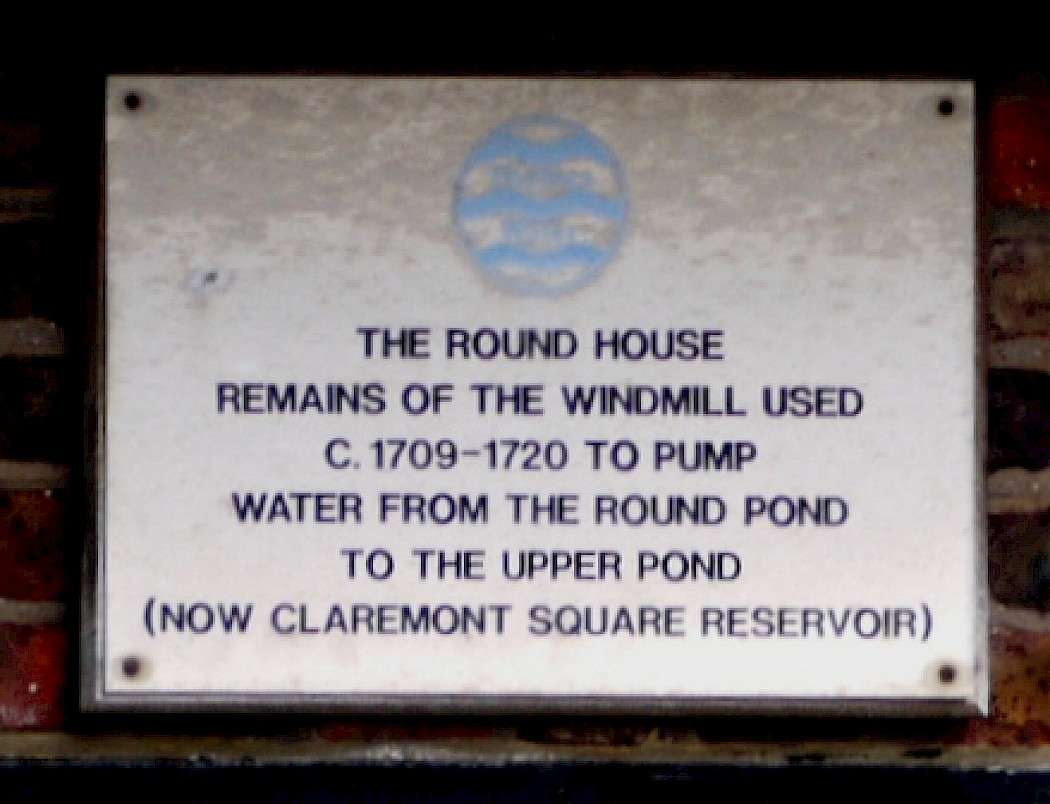 THE ROUND HOUSE
REMAINS OF THE WINDMILL USED
C. 1709-1720 TO PUMP
WATER FROM THE ROUND POND
TO THE UPPER POND
(NOW CLAREMONT SQUARE RESERVOIR)